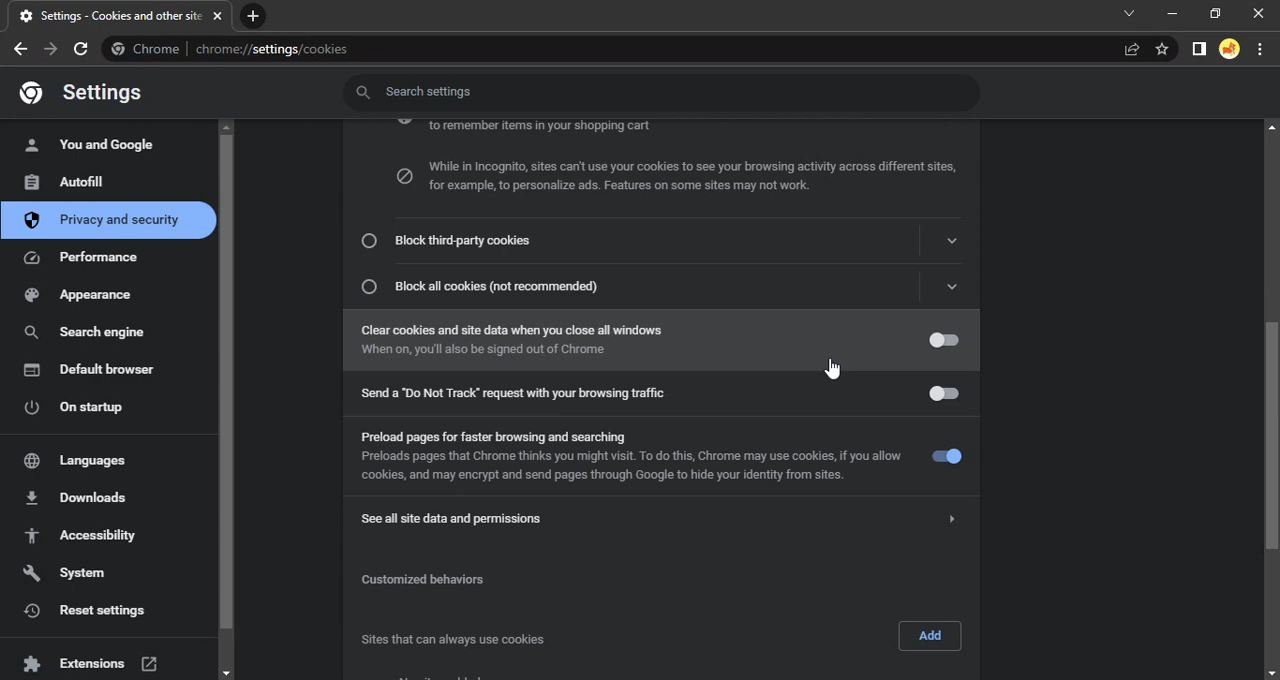 Settings - Cookies and other site
Chrome
chrome://settings/cookies
Settings
Search settings
You and Google
Autofill
Privacy and security
Performance
Appearance
Search engine
Default browser
On startup
Languages
Downloads
Accessibility
System
Reset settings
Extensions
to remember items in your shopping cart
While in Incognito, sites can't use your cookies to see your browsing activity across different sites,
for example, to personalize ads. Features on some sites may not work.
Block third-party cookies
Block all cookies (not recommended)
Clear cookies and site data when you close all windows
When on, you'll also be signed out of Chrome
Send a "Do Not Track" request with your browsing traffic
Preload pages for faster browsing and searching
Preloads pages that Chrome thinks you might visit. To do this, Chrome may use cookies, if you allow
cookies, and may encrypt and send pages through Google to hide your identity from sites.
See all site data and permissions
Customized behaviors
Sites that can always use cookies
Add